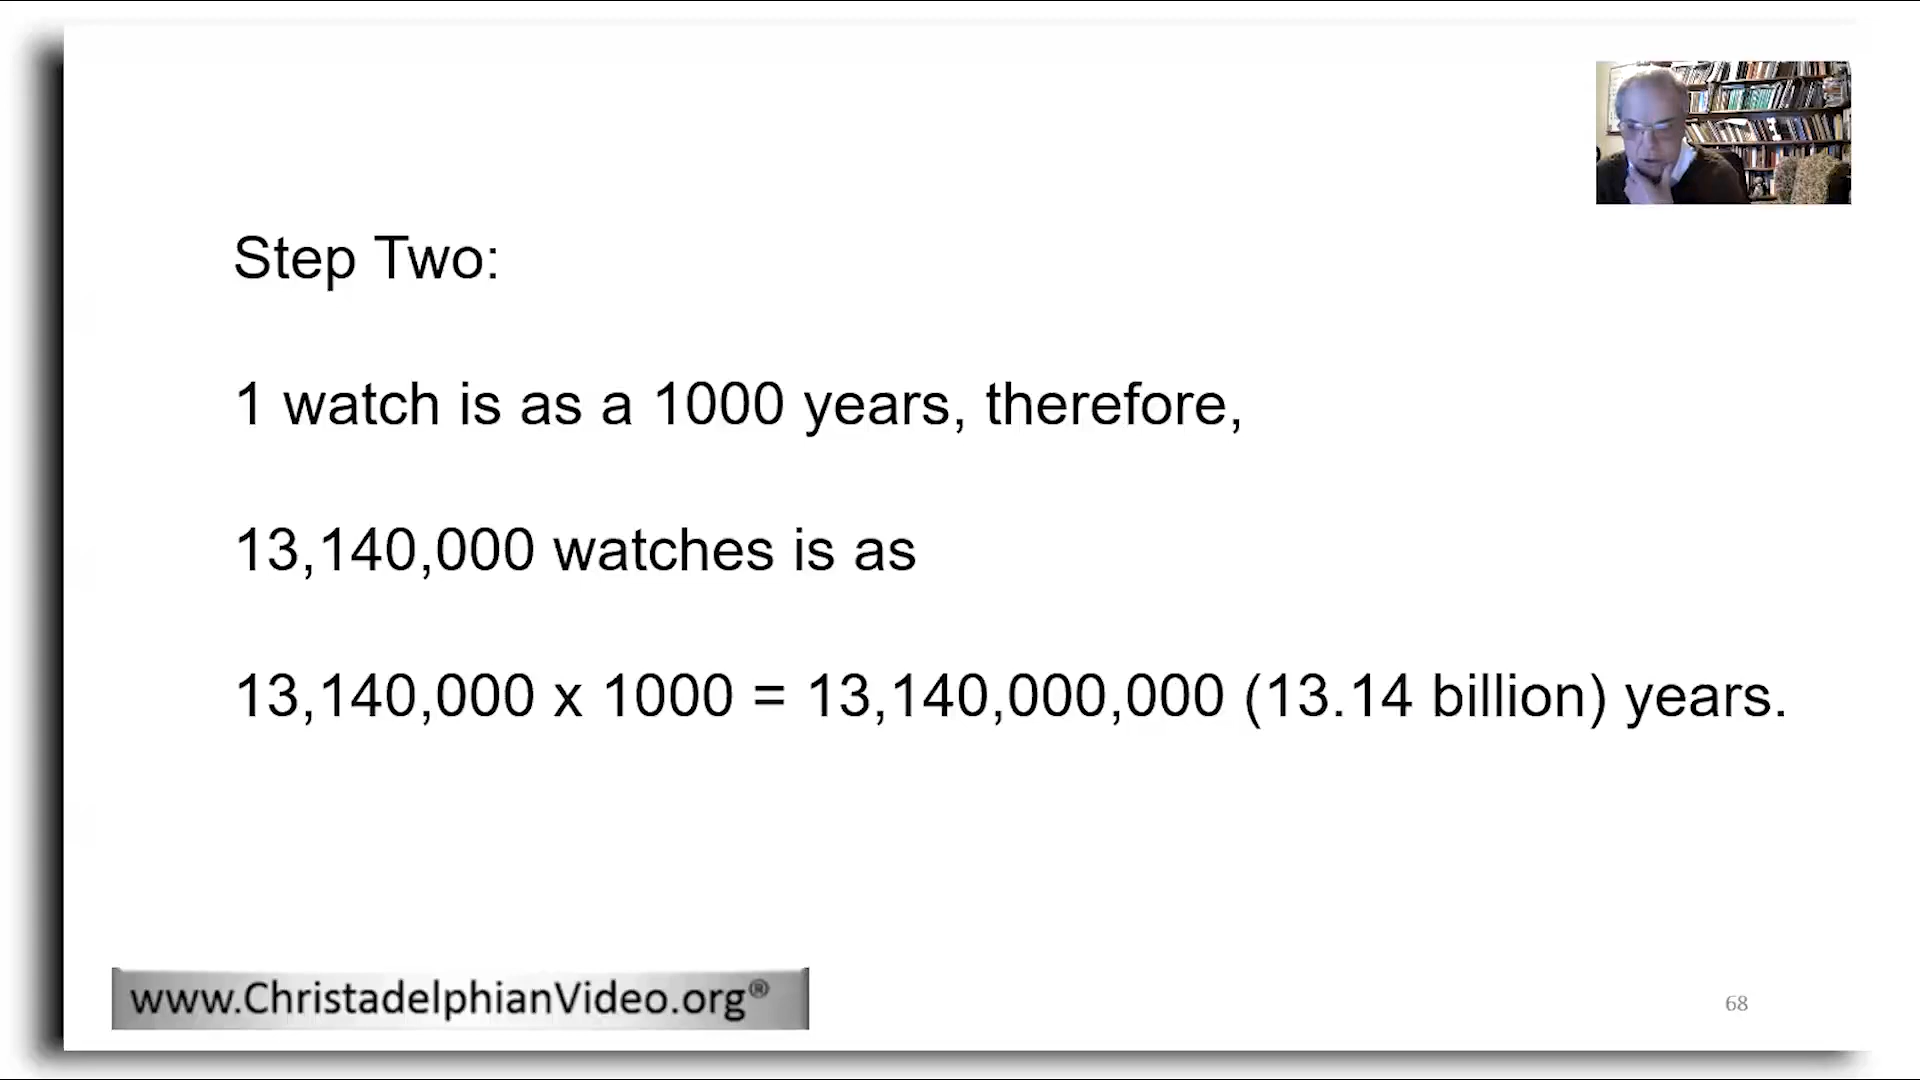 Step Two:
1 watch is as a 1000 years, therefore,
13,140,000 watches is as
13,140,000 x 1000 = 13,140,000,000 (13.14 billion) years.
www.ChristadelphianVideo.org®
68